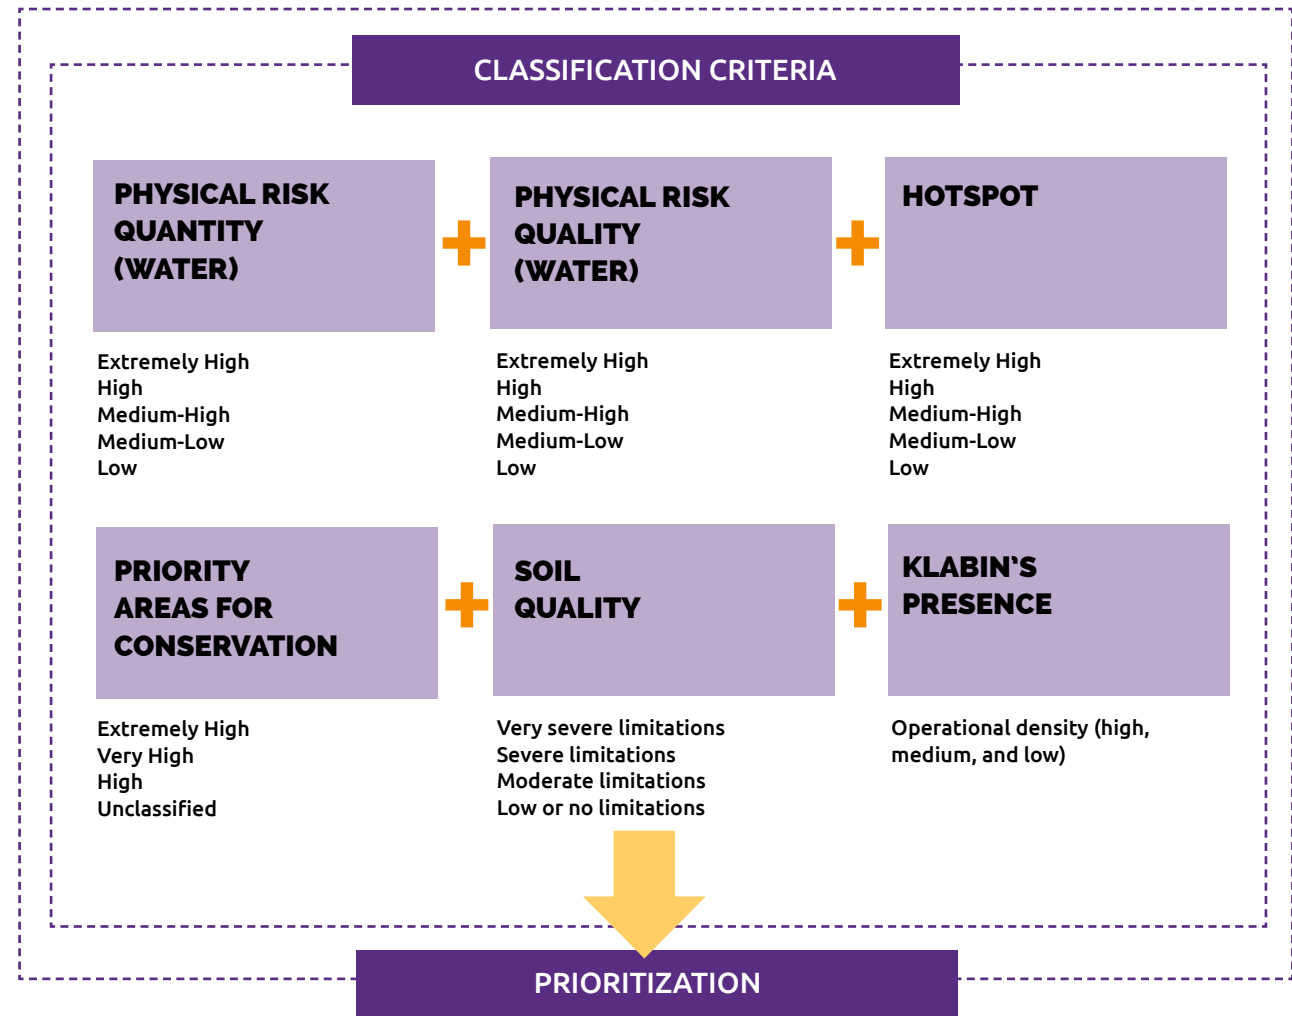 CLASSIFICATION CRITERIA
PHYSICAL RISK
QUANTITY
(WATER)
Extremely High
High
Medium-High
Medium-Low
Low
PHYSICAL RISK
QUALITY
(WATER)
Extremely High
High
Medium-High
Medium-Low
Low
HOTSPOT
Extremely High
High
Medium-High
Medium-Low
Low
PRIORITY
AREAS FOR
CONSERVATION
Extremely High
Very High
High
Unclassified
SOIL
QUALITY
Very severe limitations
Severe limitations
Moderate limitations
Low or no limitations
KLABIN‘S
PRESENCE
Operational density (high,
medium, and low)
PRIORITIZATION